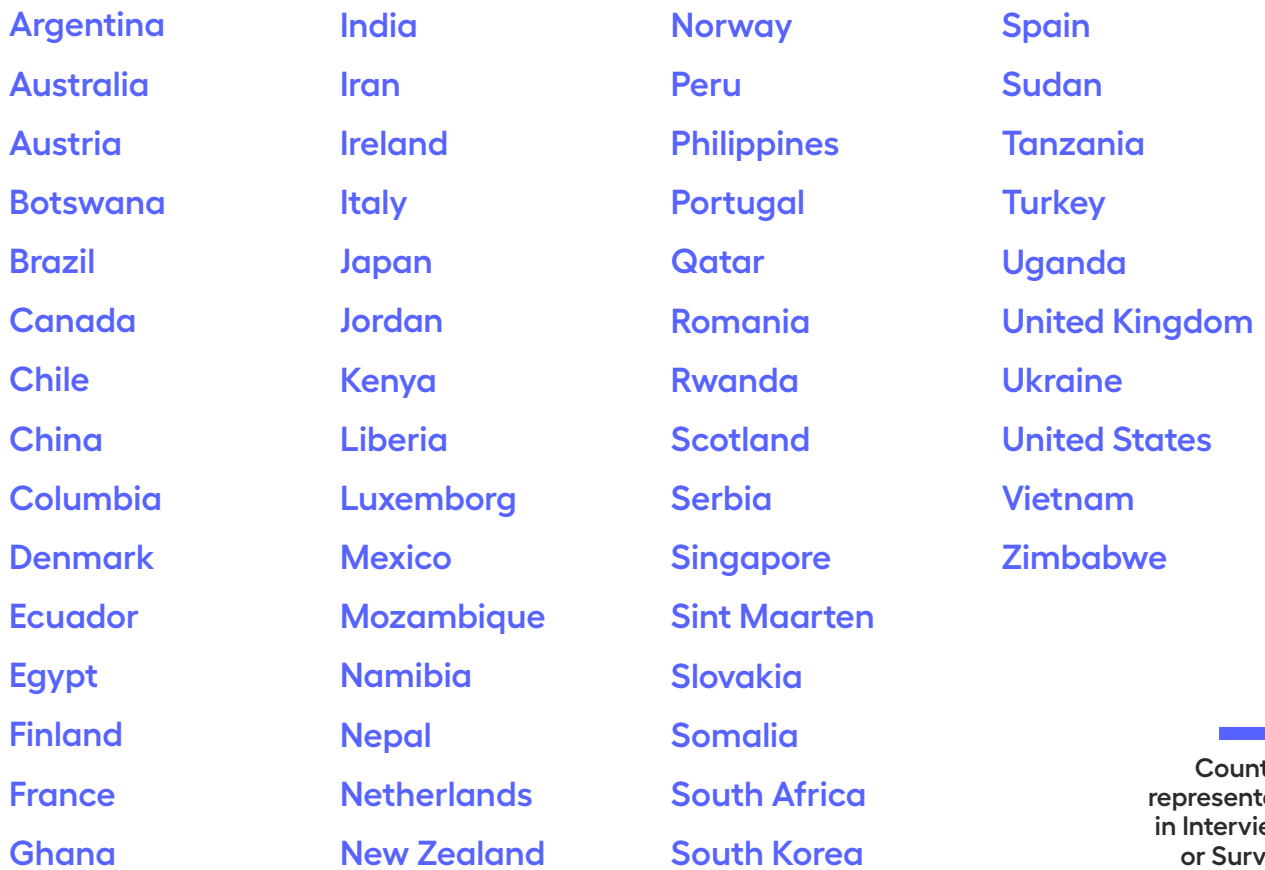 Argentina
Australia
Austria
Botswana
Brazil
Canada
Chile
China
Columbia
Denmark
Ecuador
Egypt
Finland
France
Ghana
India
Iran
Ireland
Italy
Japan
Jordan
Kenya
Liberia
Luxemborg
Mexico
Mozambique
Namibia
Nepal
Netherlands
New Zealand
Norway
Peru
Philippines
Portugal
Qatar
Romania
Rwanda
Scotland
Serbia
Singapore
Sint Maarten
Slovakia
Somalia
South Africa
South Korea
Spain
Sudan
Tanzania
Turkey
Uganda
United Kingdom
Ukraine
United States
Vietnam
Zimbabwe
Count
represente
in Intervie
or Surv